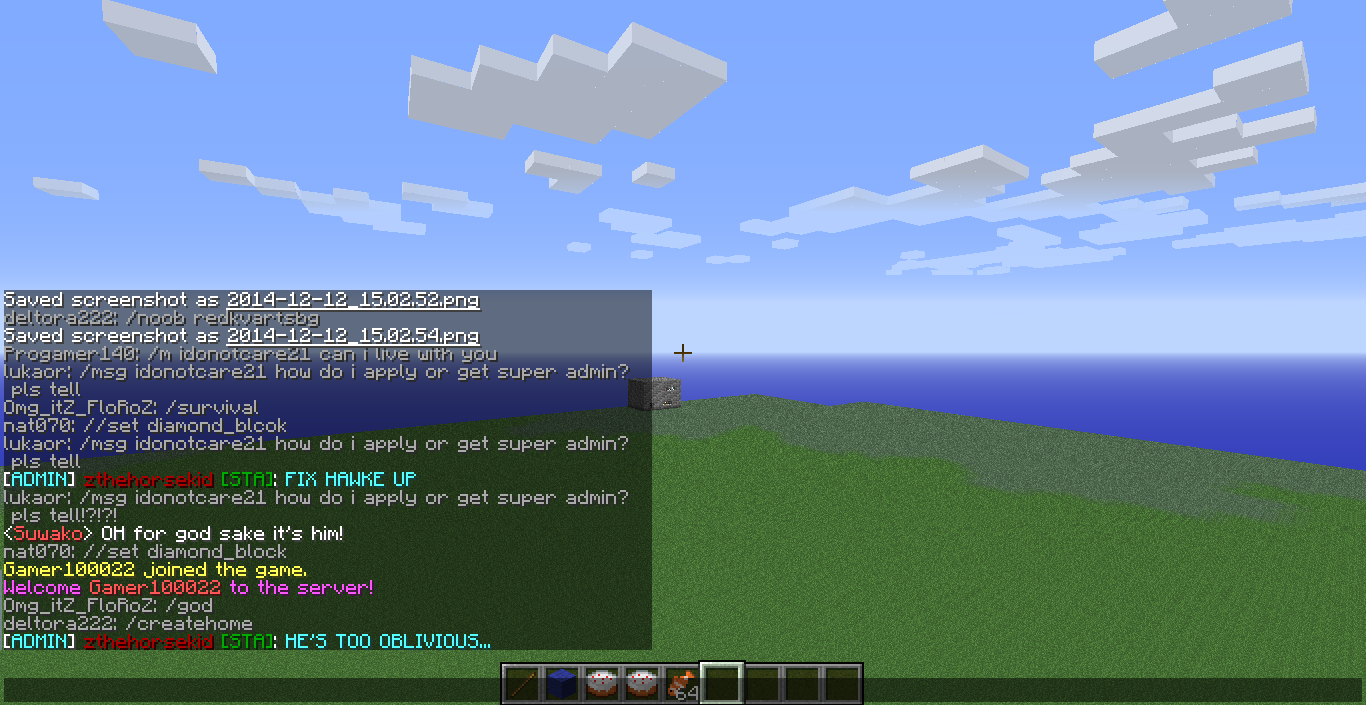 Saved screenshot as 2014-12-12_15.02.52.png
deltora222: /noob redkvartsbg
Saved screenshot as 2014-12-12_15.02.54.png
Progamer140: /m idonotcare21 can i live with you
lukaor: /msg idonotcare21 how do i apply or get super admin?
pls tell
Omg_itZ_FloRoZ: /survival
nat070: //set diamond_blcok
lukaor: /msg idonotcare21 how do i apply or get super admin?
pls tell
[ADMIN] zthehorsekid [STA]: FIX HAWKE UP
lukaor: /msg idonotcare21 how do i apply or get super admin?
pls tell!?!?!
<Suwako> OH for god sake it's him!
nat070: //set diamond_block
Gamer100022 joined the game.
Welcome Gamer100022 to the server!
Omg_itZ_FloRoZ: /god
deltora222: /createhome
[ADMIN] zthehorsekid [STA]: HE'S TOO OBLIVIOUS...
64